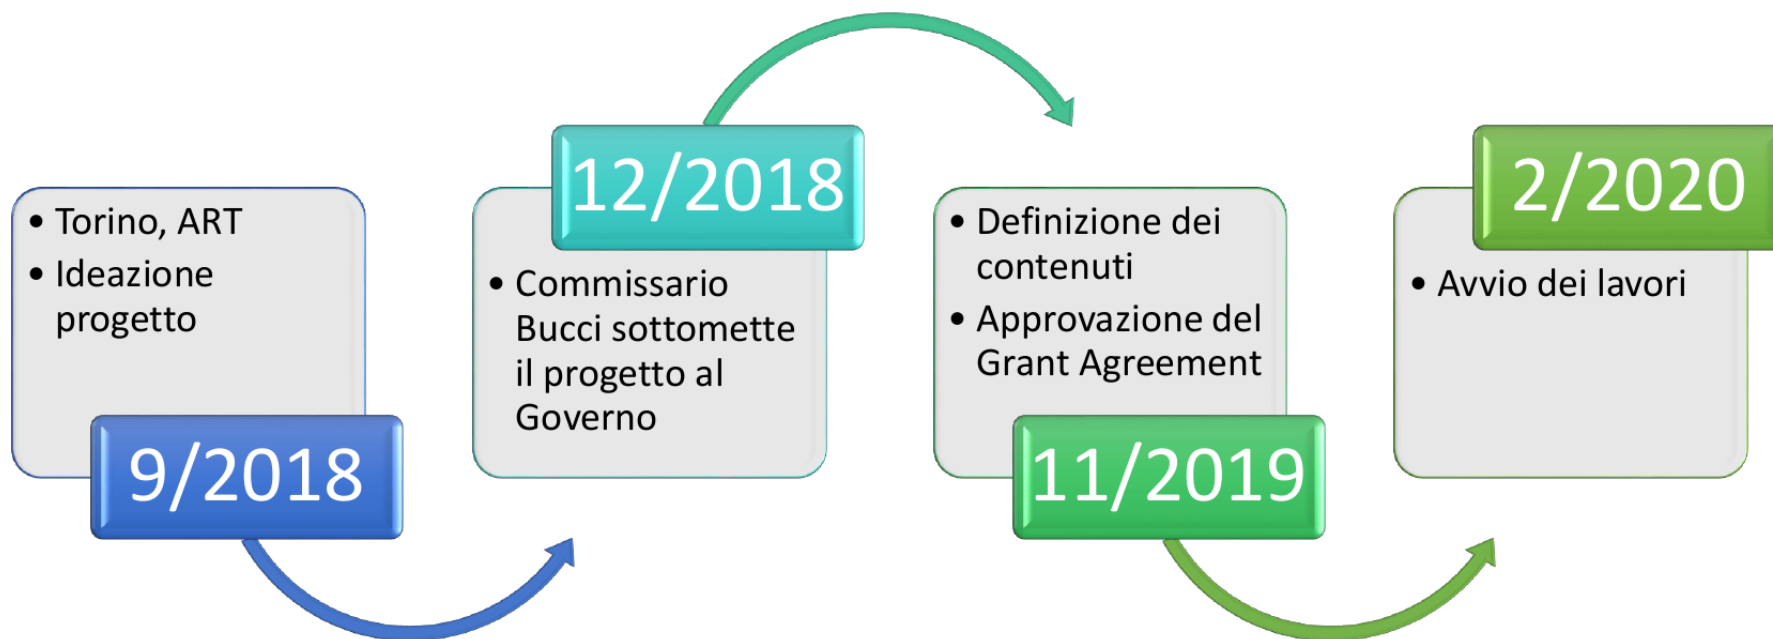 • Torino, ART
• Ideazione
progetto
9/2018
12/2018
• Commissario
Bucci sottomette
il progetto al
Governo
• Definizione dei
contenuti
• Approvazione del
Grant Agreement
11/2019
2/2020
• Avvio dei lavori